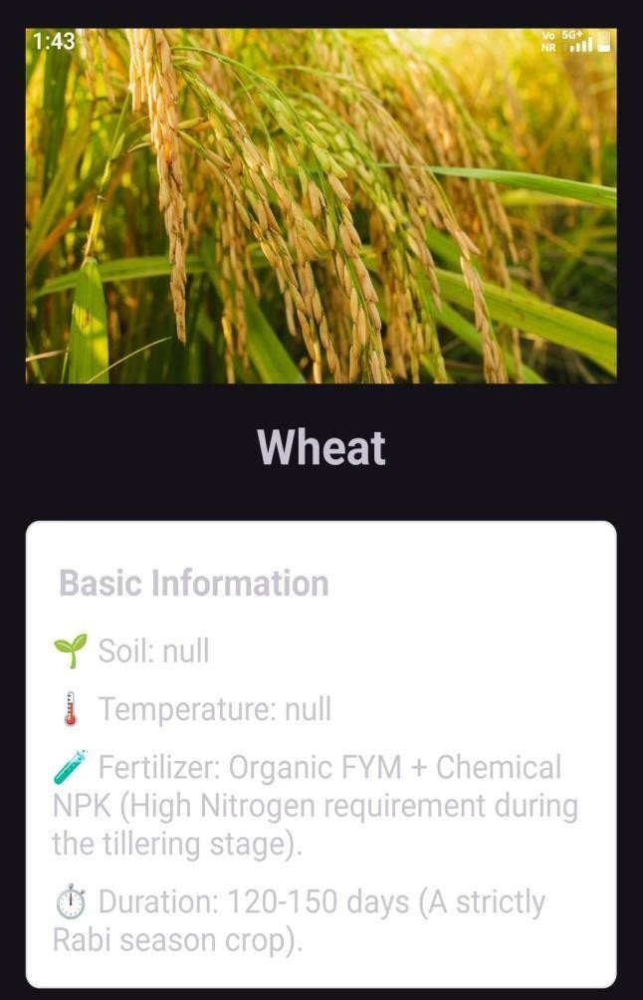 1:43
Vo 5G+
NR
Wheat
Basic Information
Soil: null
Temperature: null
Fertilizer: Organic FYM + Chemical
NPK (High Nitrogen requirement during
the tillering stage).
Duration: 120-150 days (A strictly
Rabi season crop).